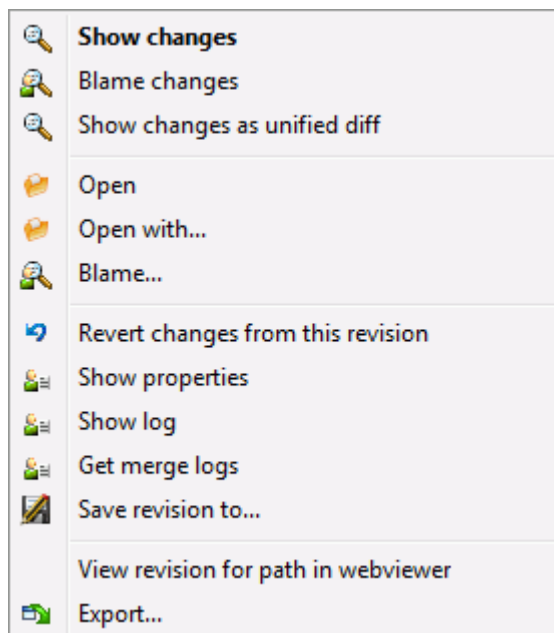 Show changes
Blame changes
Show changes as unified diff
Open
Open with...
Blame...
Revert changes from this revision
Show properties
Show log
Get merge logs
Save revision to...
View revision for path in webviewer
Export...